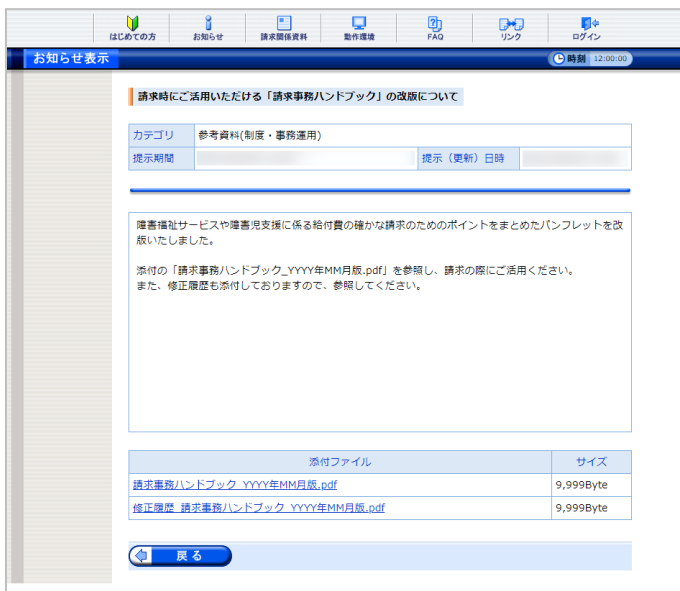 はじめての方 お知らせ 請求関係資料 動作環境 FAQ リンク ログイン
お知らせ表示 時刻 12:00:00
請求時にご活用いただける「請求事務ハンドブック」の改版について
カテゴリ 参考資料(制度・事務運用)
提示期間 提示（更新）日時
障害福祉サービスや障害児支援に係る給付費の確かな請求のためのポイントをまとめたパンフレットを改
版いたしました。
添付の「請求事務ハンドブック_YYYY年MM月版.pdf」を参照し、請求の際にご活用ください。
また、修正履歴も添付しておりますので、参照してください。
添付ファイル サイズ
請求事務ハンドブック_YYYY年MM月版.pdf 9,999Byte
修正履歴_請求事務ハンドブック_YYYY年MM月版.pdf 9,999Byte
戻る